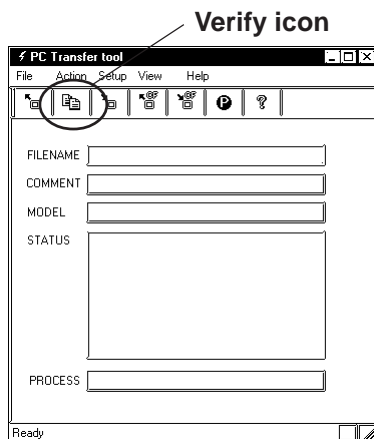 Verify icon
PC Transfer tool
File Action Setup View Help
P ?
FILENAME
COMMENT
MODEL
STATUS
PROCESS
Ready